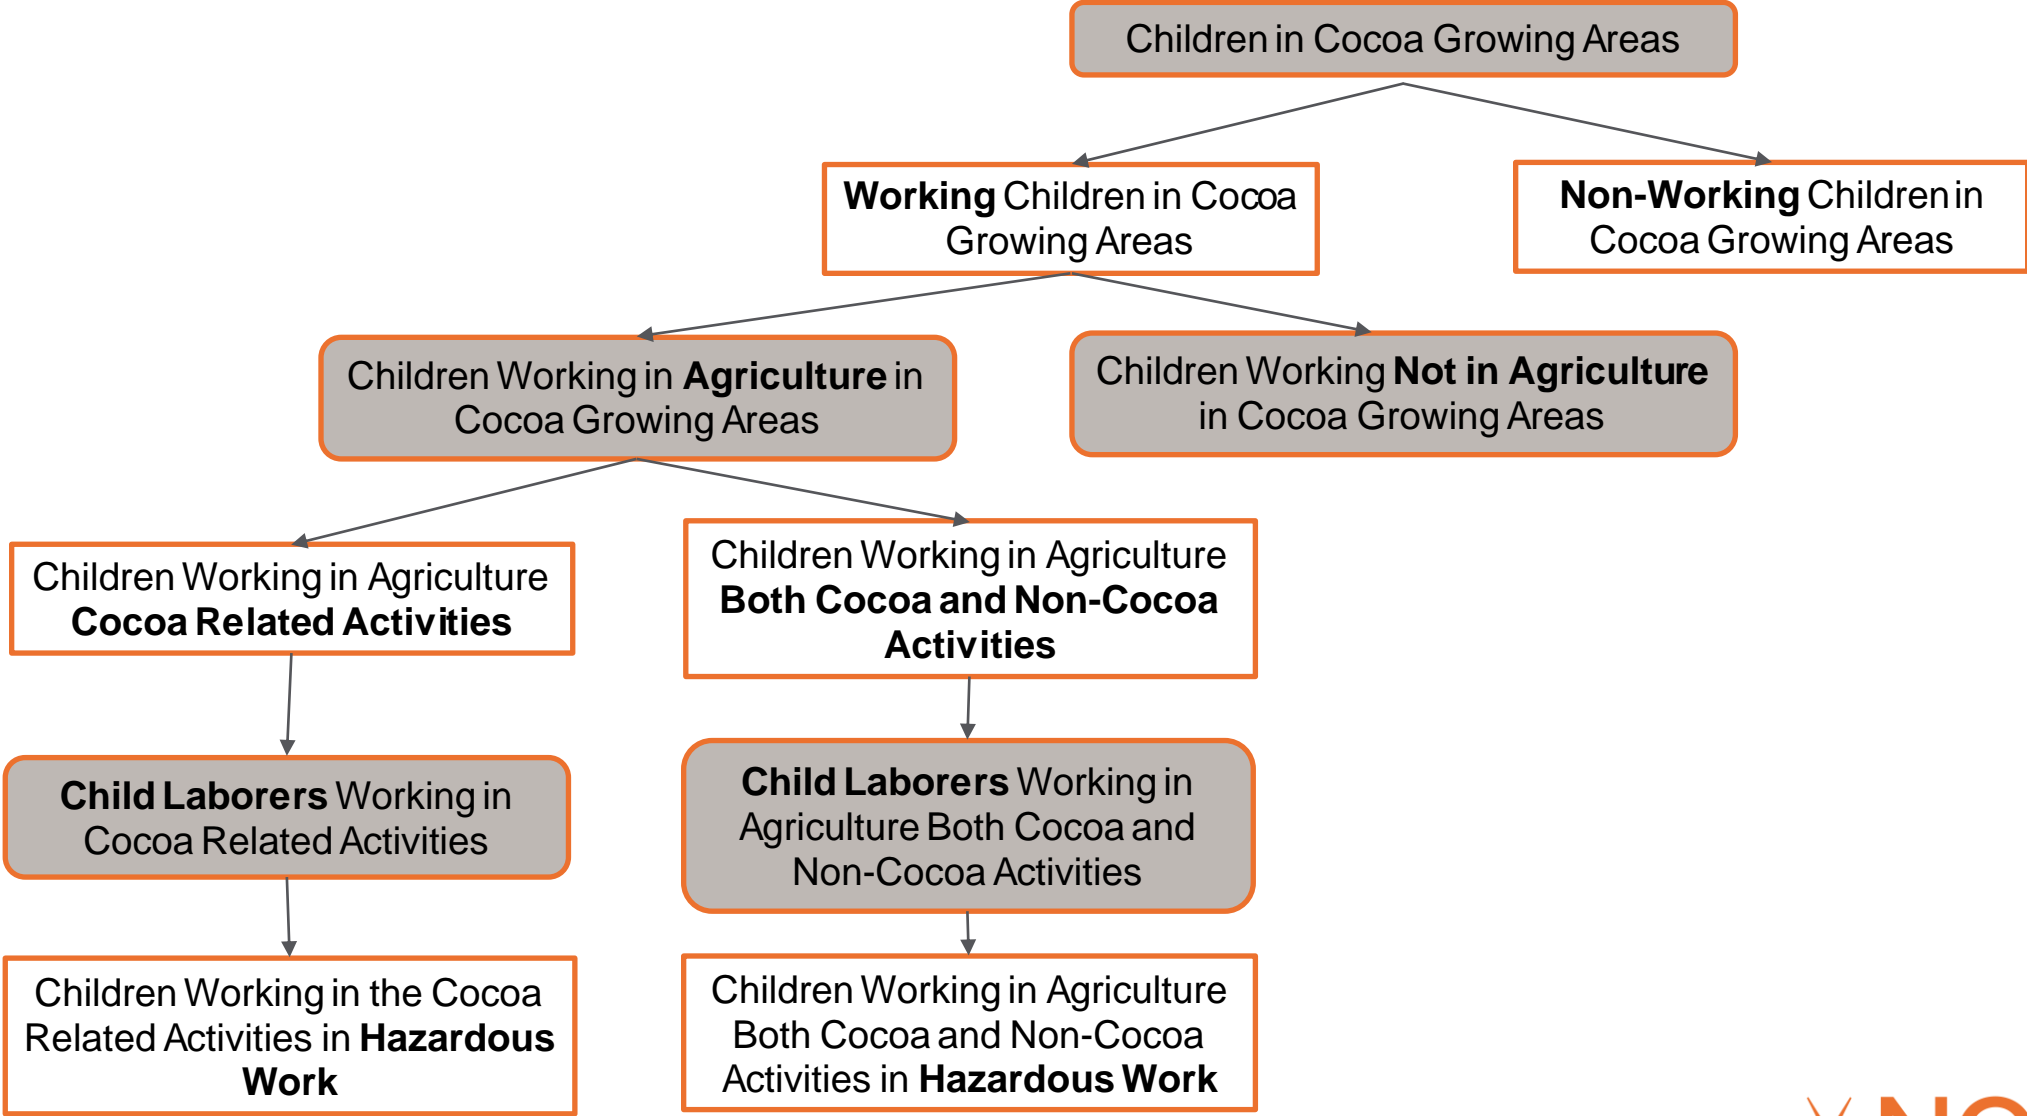 Children in Cocoa Growing Areas
Working Children in Cocoa
Growing Areas
Non-Working Children in
Cocoa Growing Areas
Children Working in Agriculture in
Cocoa Growing Areas
Children Working Not in Agriculture
in Cocoa Growing Areas
Children Working in Agriculture
Cocoa Related Activities
Children Working in Agriculture
Both Cocoa and Non-Cocoa
Activities
Child Laborers Working in
Cocoa Related Activities
Child Laborers Working in
Agriculture Both Cocoa and
Non-Cocoa Activities
Children Working in the Cocoa
Related Activities in Hazardous
Work
Children Working in Agriculture
Both Cocoa and Non-Cocoa
Activities in Hazardous Work